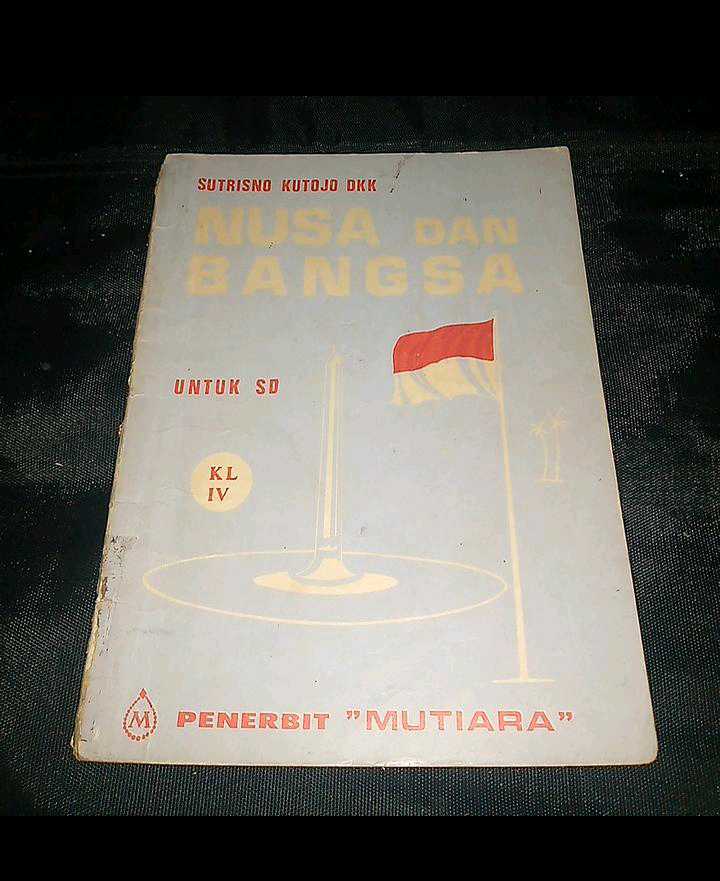 SUTRISNO KUTOJO DKK
NUSA DAN
BANGSA
UNTUK SD
KL
IV
M
PENERBIT "MUTIARA"